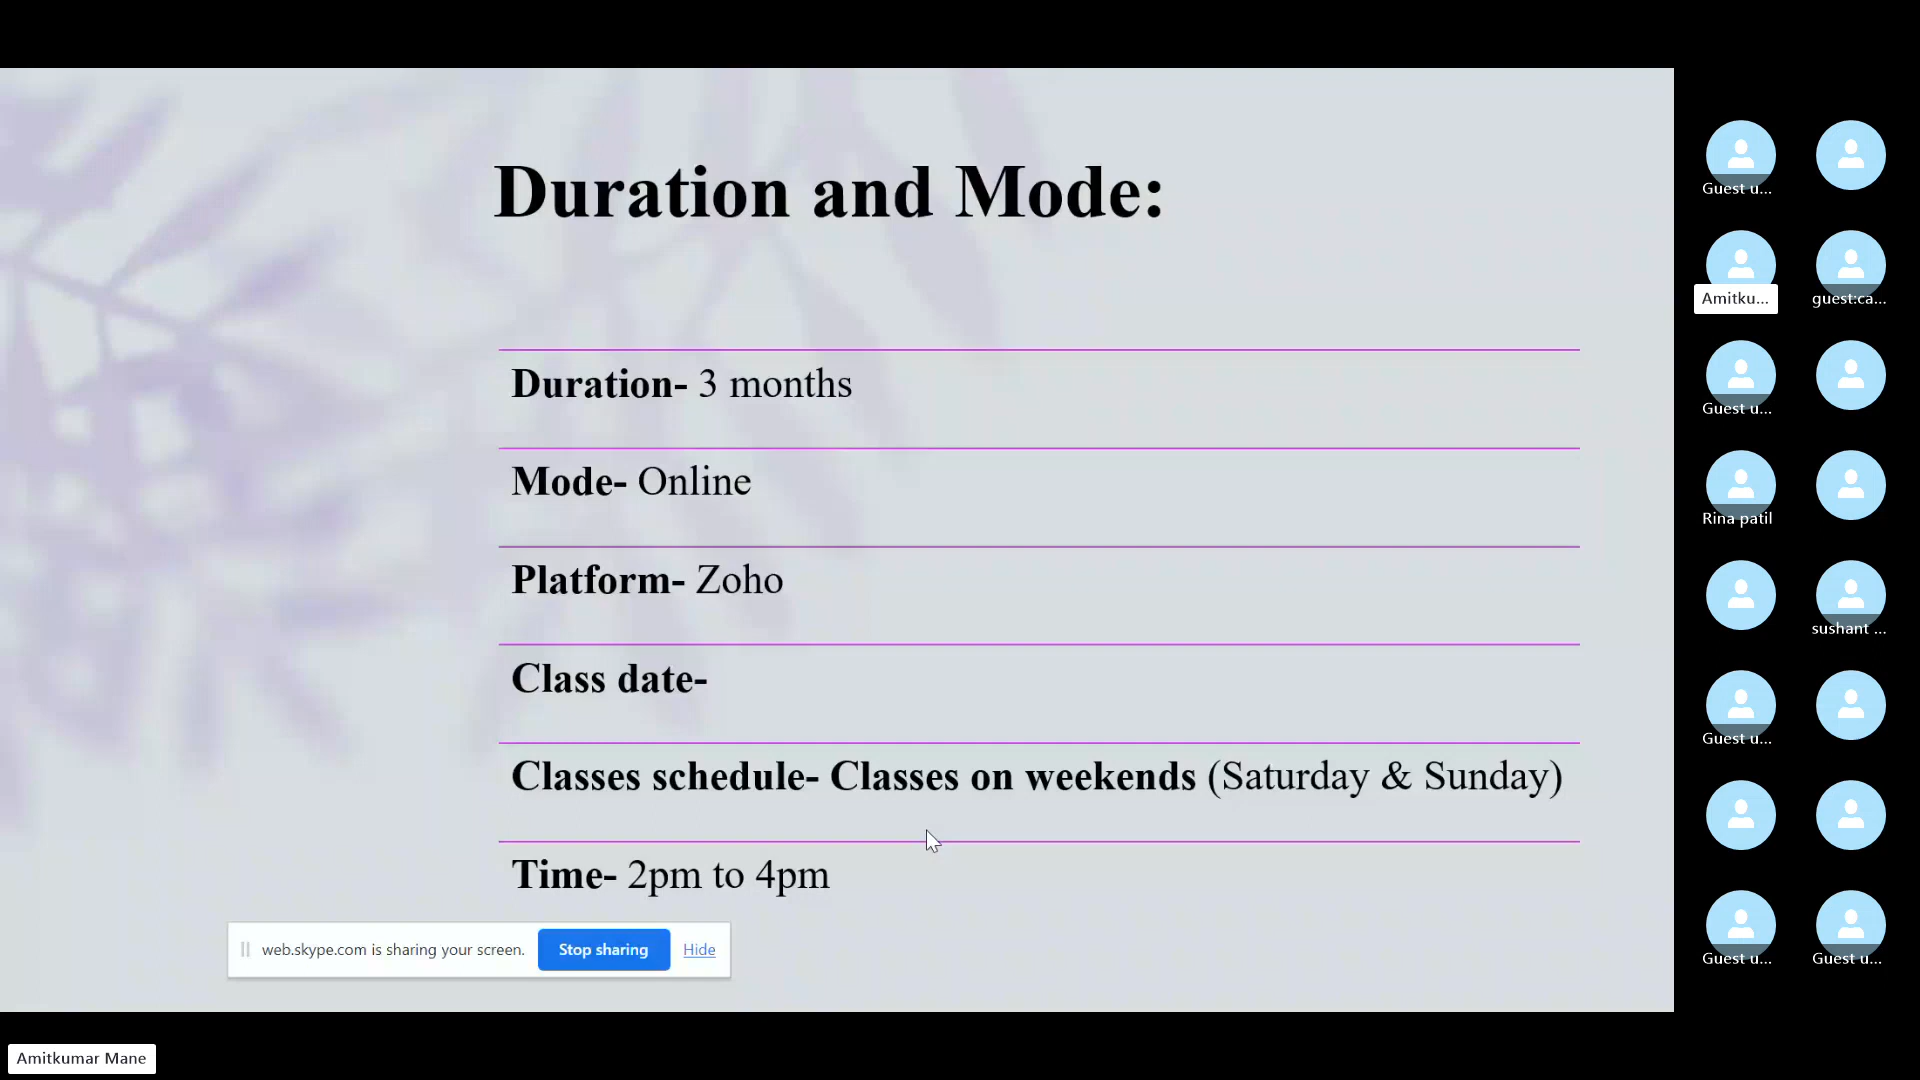 Duration and Mode:
Duration- 3 months
Mode- Online
Platform- Zoho
Class date-
Classes schedule- Classes on weekends (Saturday & Sunday)
Time- 2pm to 4pm
web.skype.com is sharing your screen. Stop sharing Hide
Amitkumar Mane
Guest u...
Amitku... guest:ca...
Guest u...
Rina patil
sushant ...
Guest u...
Guest u... Guest u...